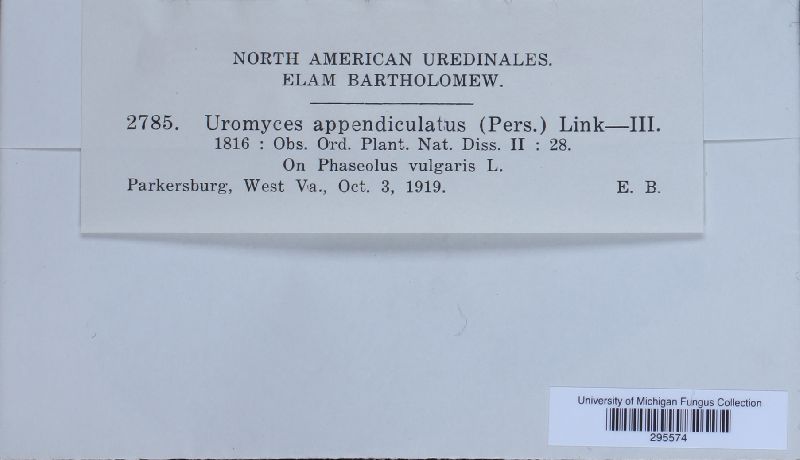 NORTH AMERICAN UREDINALES.
ELAM BARTHOLOMEW.
2785. Uromyces appendiculatus (Pers.) Link—III.
1816 : Obs. Ord. Plant. Nat. Diss. II : 28.
On Phaseolus vulgaris L.
Parkersburg, West Va., Oct. 3, 1919. E. B.
University of Michigan Fungus Collection
295574